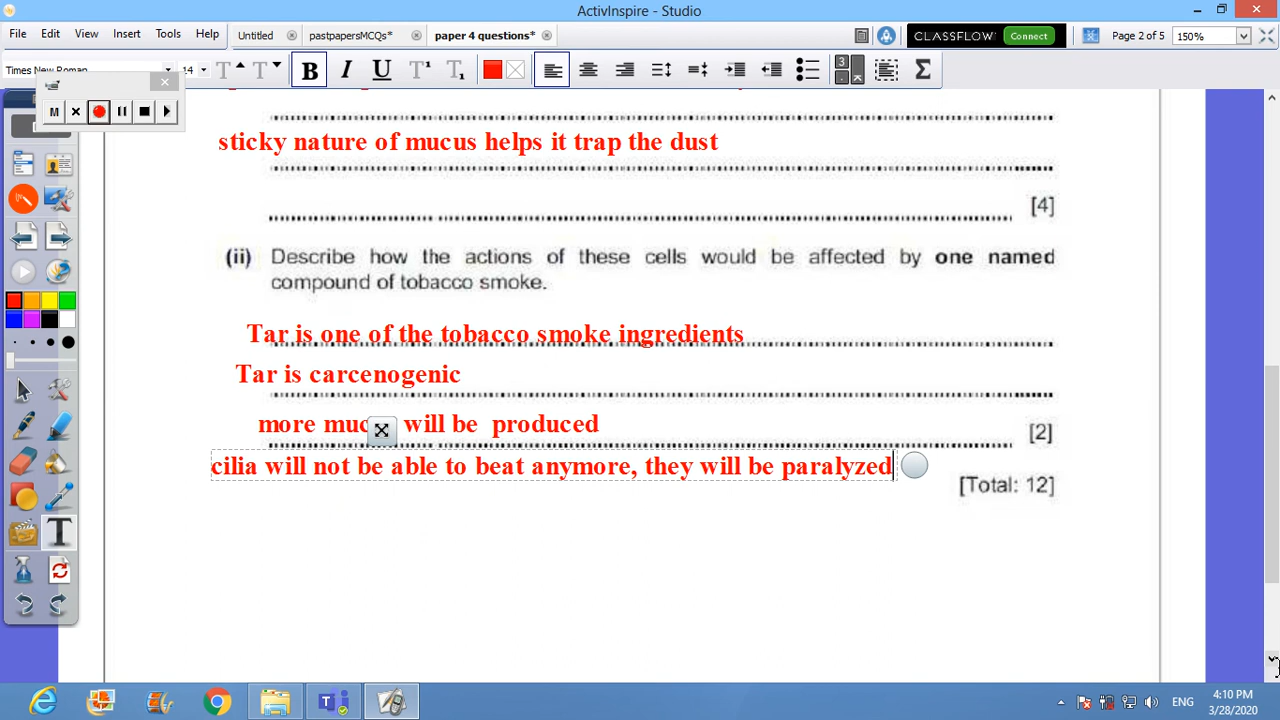 ActivInspire - Studio
File Edit View Insert Tools Help Untitled pastpapersMCQs* paper 4 questions* CLASSFLOW Connect Page 2 of 5 150%
Times New Roman 14 B I U
M
sticky nature of mucus helps it trap the dust
[4]
(ii) Describe how the actions of these cells would be affected by one named
compound of tobacco smoke.
Tar is one of the tobacco smoke ingredients
Tar is carcenogenic
more will be produced
[2]
cilia will not be able to beat anymore, they will be paralyzed
[Total: 12]
ENG
4:10 PM
3/28/2020